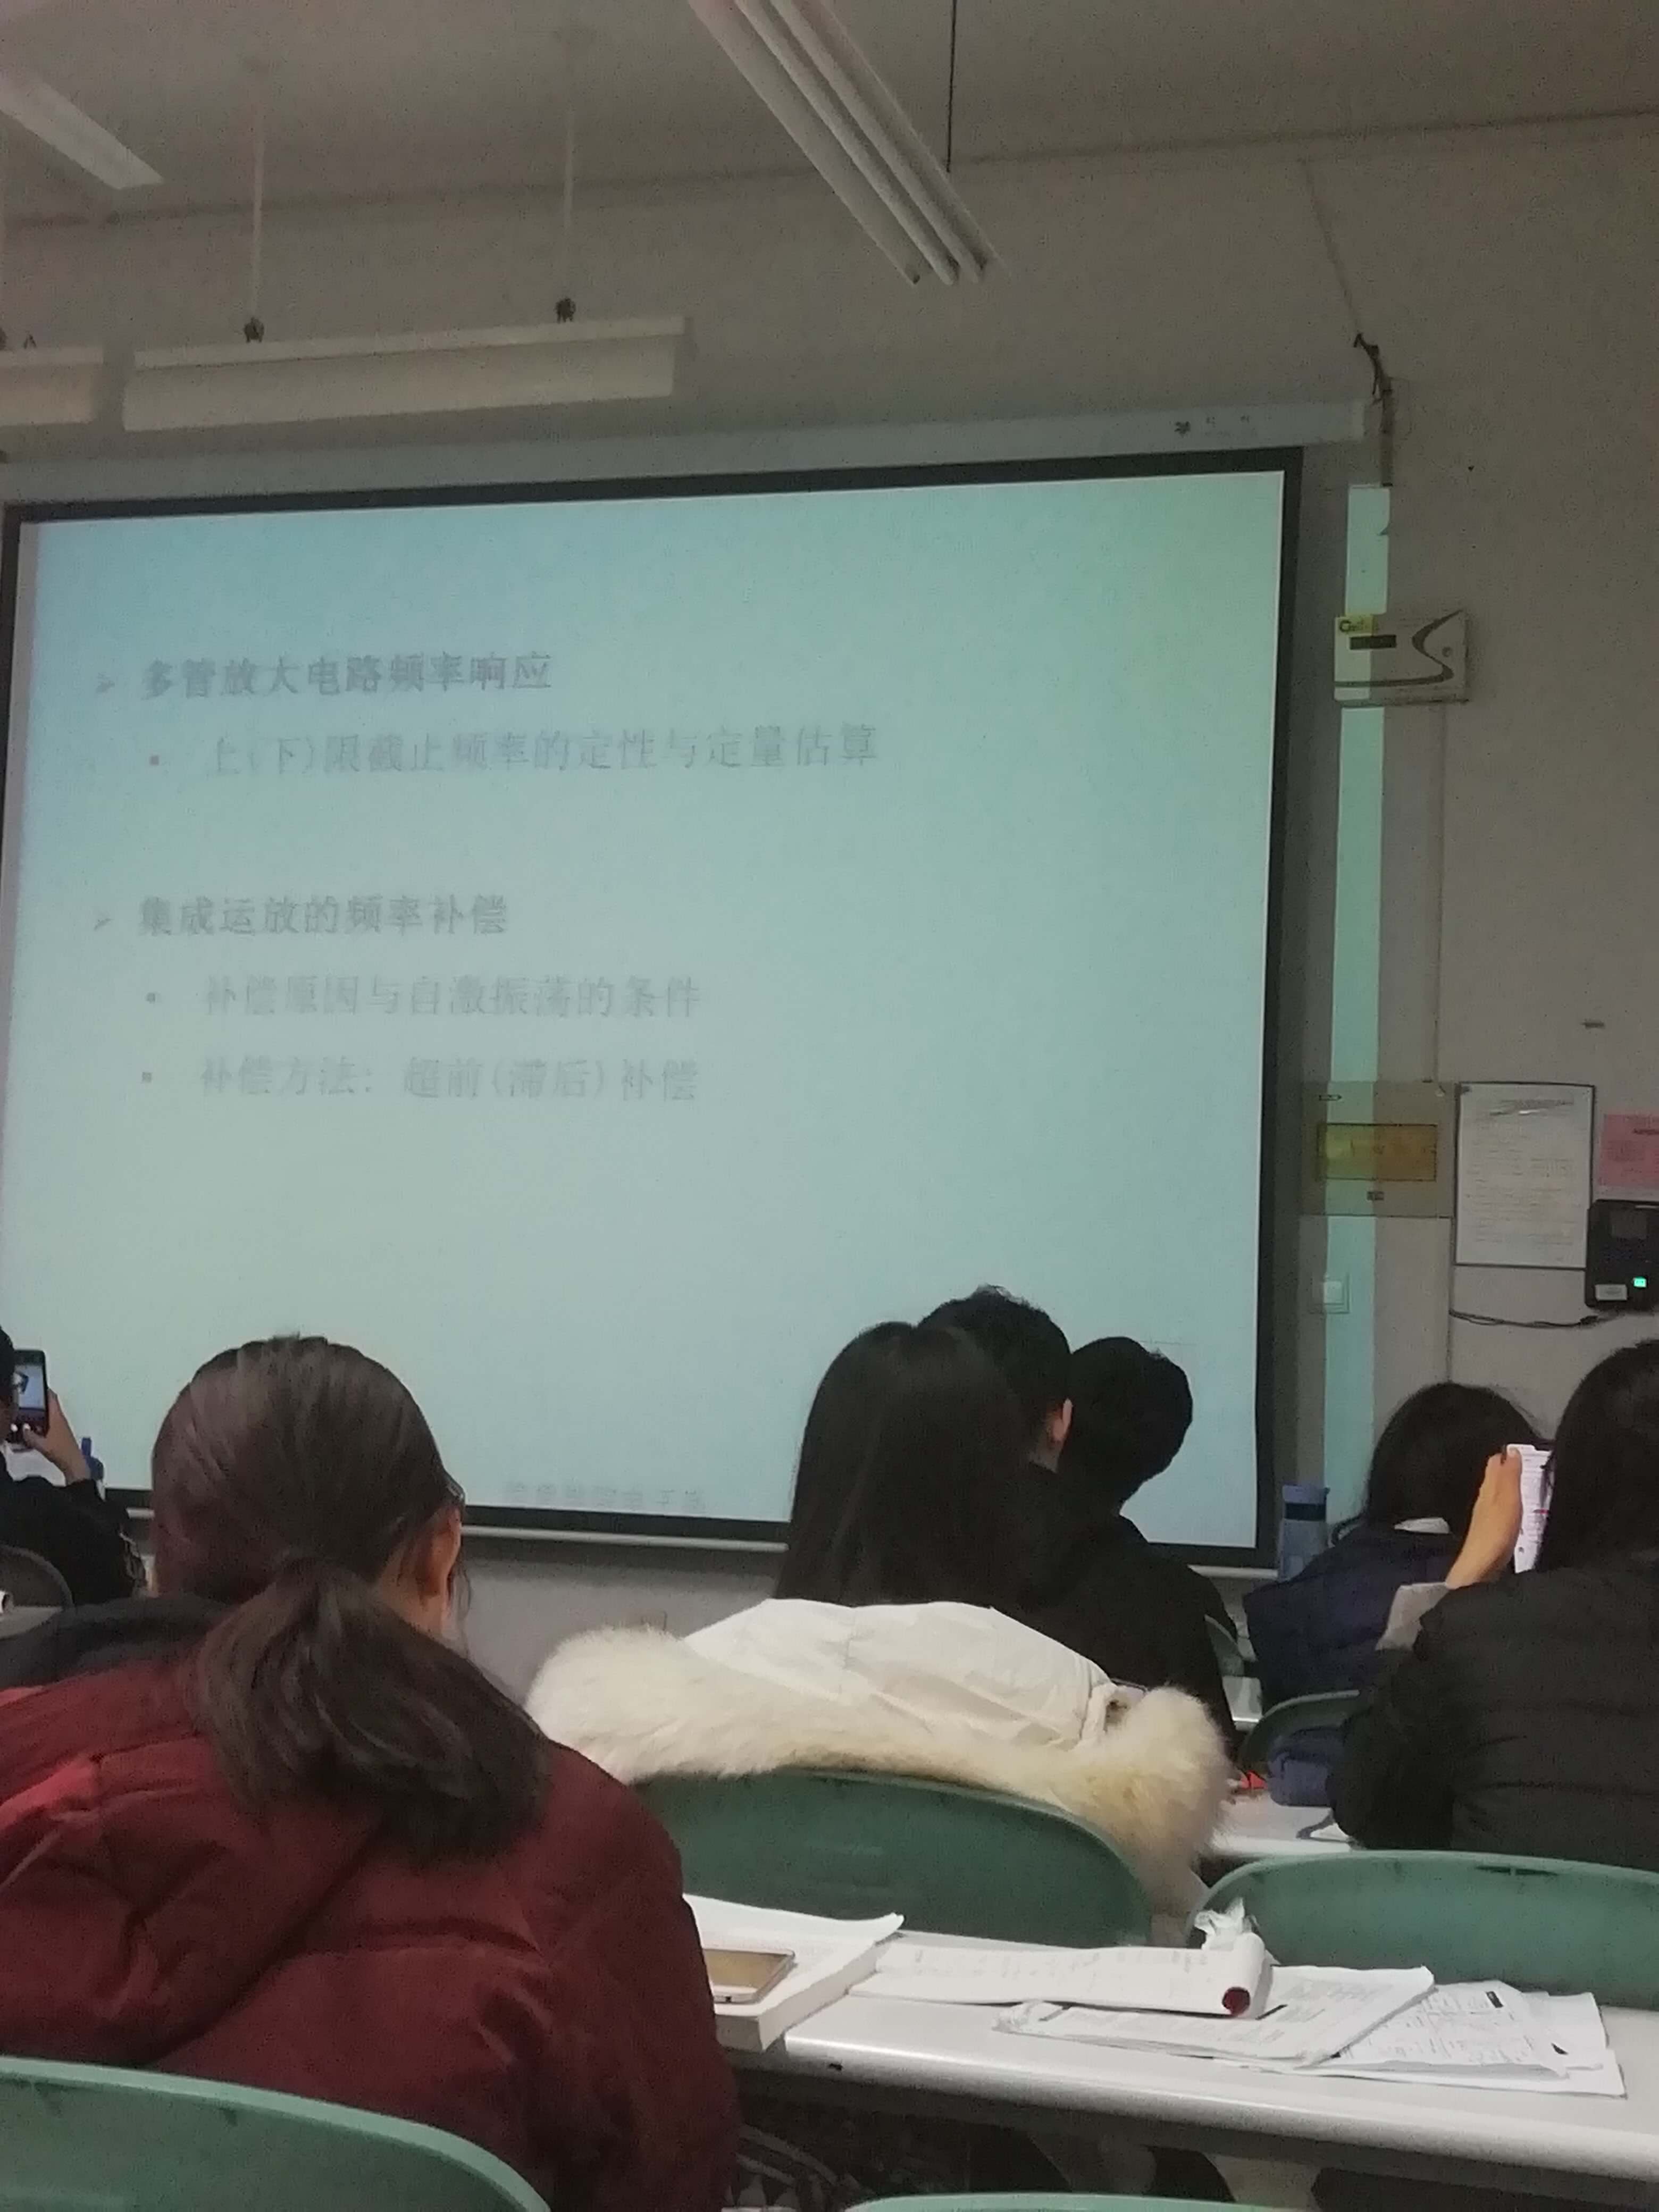 ➢ 多管放大电路频率响应
▪ 上(下)限截止频率的定性与定量估算
➢ 集成运放的频率补偿
▪ 补偿原因与自激振荡的条件
▪ 补偿方法：超前(滞后)补偿